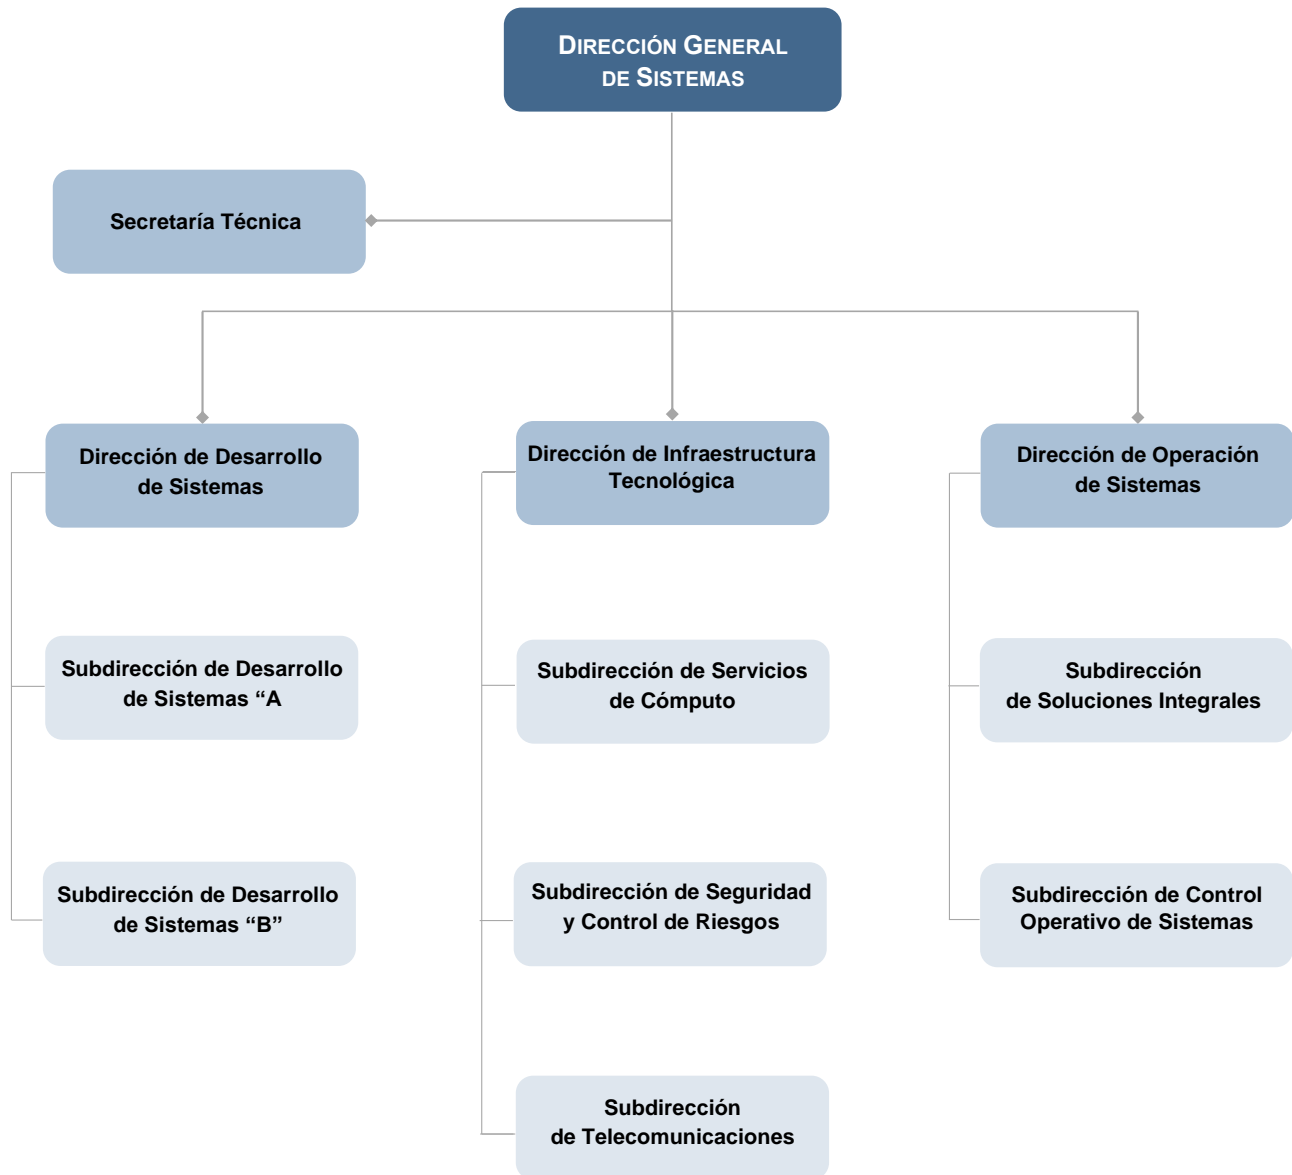 DIRECCIÓN GENERAL
DE SISTEMAS
Secretaría Técnica
Dirección de Desarrollo
de Sistemas
Dirección de Infraestructura
Tecnológica
Dirección de Operación
de Sistemas
Subdirección de Desarrollo
de Sistemas “A
Subdirección de Servicios
de Cómputo
Subdirección
de Soluciones Integrales
Subdirección de Desarrollo
de Sistemas “B”
Subdirección de Seguridad
y Control de Riesgos
Subdirección de Control
Operativo de Sistemas
Subdirección
de Telecomunicaciones